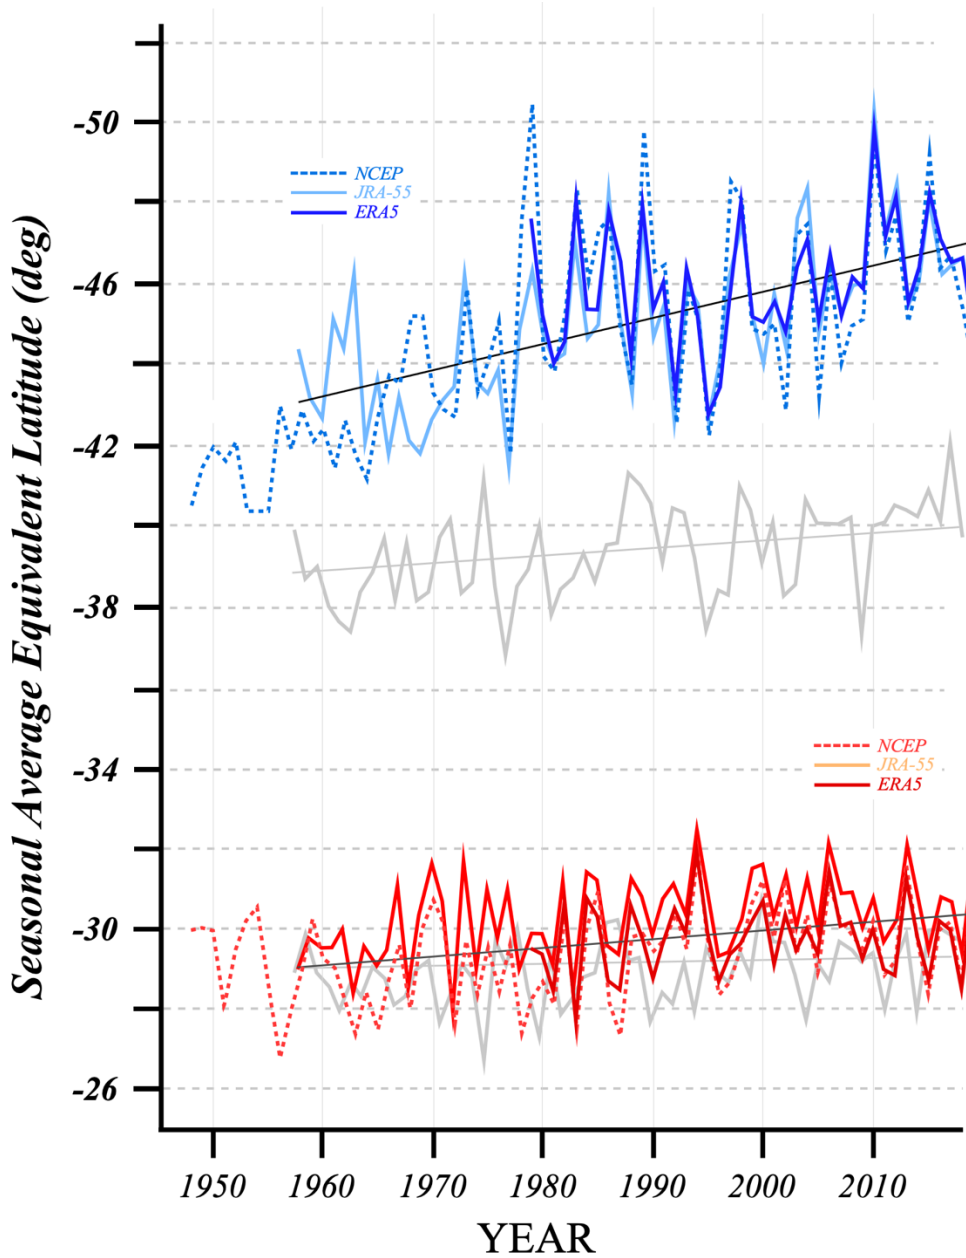 Seasonal Average Equivalent Latitude (deg)
-50
-46
-42
-38
-34
-30
-26
NCEP
JRA-55
ERA5
NCEP
JRA-55
ERA5
1950 1960 1970 1980 1990 2000 2010
YEAR